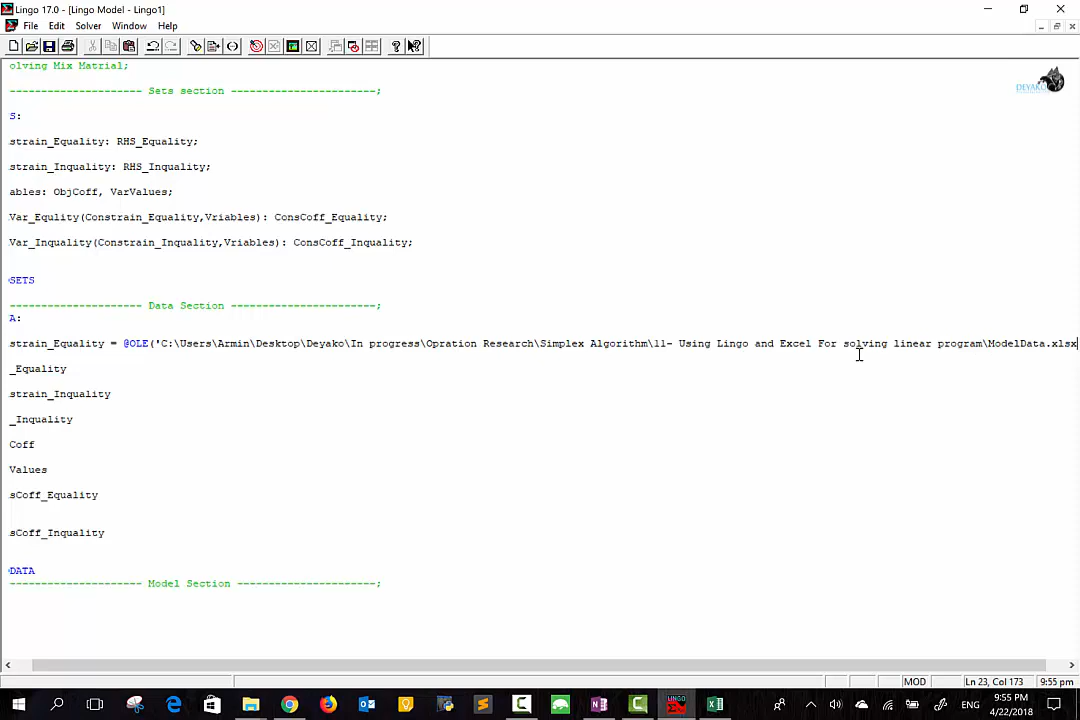 Lingo 17.0 - [Lingo Model - Lingo1]
File Edit Solver Window Help
olving Mix Matrial;
DEYAKO
--------------------- Sets section -----------------------;
S:
strain_Equality: RHS_Equality;
strain_Inquality: RHS_Inquality;
ables: ObjCoff, VarValues;
Var_Equlity(Constrain_Equality,Vriables): ConsCoff_Equality;
Var_Inquality(Constrain_Inquality,Vriables): ConsCoff_Inquality;
SETS
--------------------- Data Section -----------------------;
A:
strain_Equality = @OLE('C:\Users\Armin\Desktop\Deyako\In progress\Opration Research\Simplex Algorithm\11- Using Lingo and Excel For solving linear program\ModelData.xlsx
_Equality
strain_Inquality
_Inquality
Coff
Values
sCoff_Equality
sCoff_Inquality
DATA
--------------------- Model Section -----------------------;
MOD Ln 23, Col 173 9:55 pm
LINGO
ENG
9:55 PM
4/22/2018